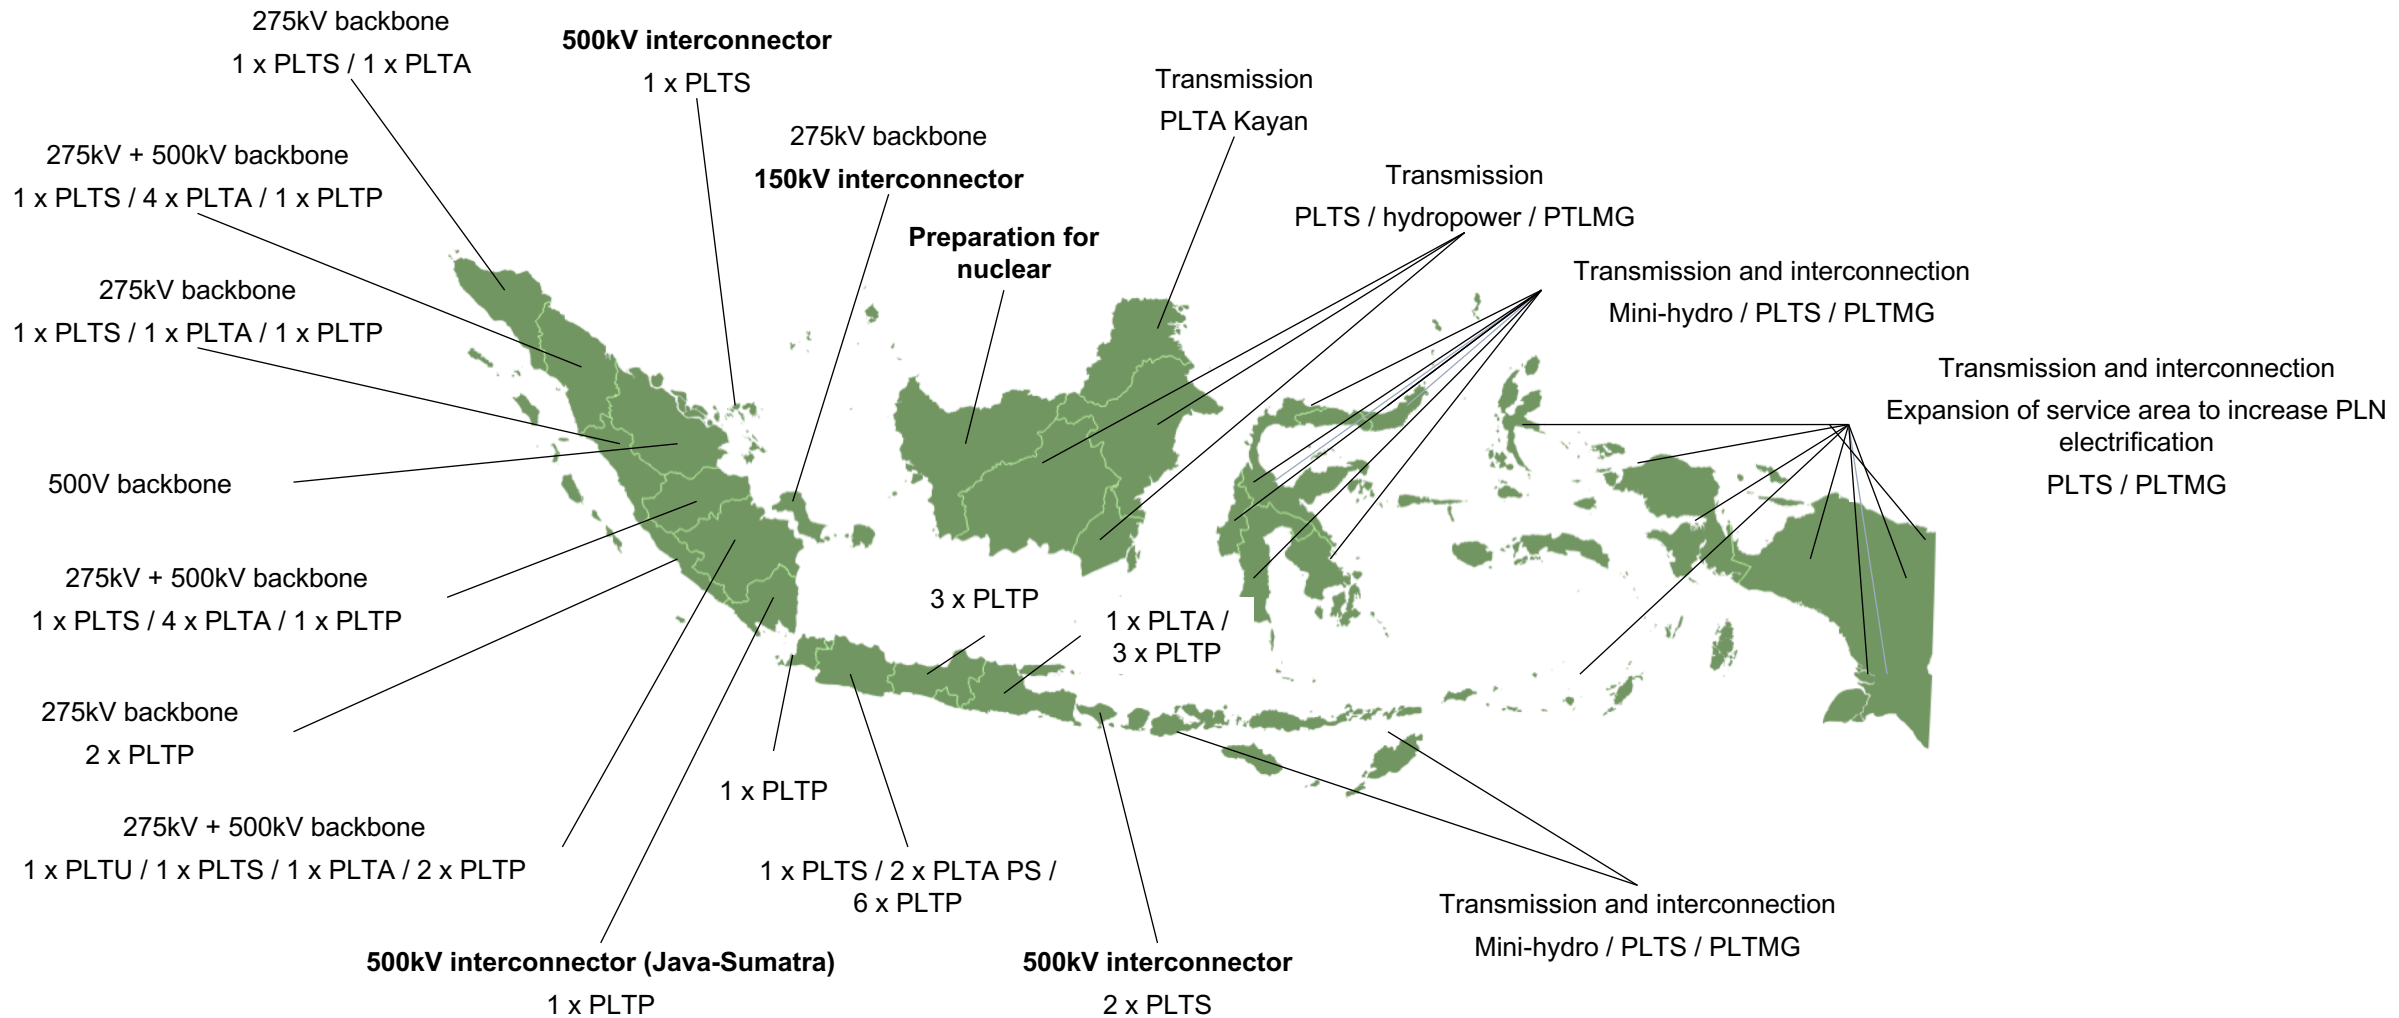 275kV backbone
1 x PLTS / 1 x PLTA
500kV interconnector
1 x PLTS
275kV backbone
150kV interconnector
Preparation for
nuclear
Transmission
PLTA Kayan
Transmission
PLTS / hydropower / PTLMG
Transmission and interconnection
Mini-hydro / PLTS / PLTMG
Transmission and interconnection
Expansion of service area to increase PLN
electrification
PLTS / PLTMG
275kV + 500kV backbone
1 x PLTS / 4 x PLTA / 1 x PLTP
275kV backbone
1 x PLTS / 1 x PLTA / 1 x PLTP
500V backbone
275kV + 500kV backbone
1 x PLTS / 4 x PLTA / 1 x PLTP
275kV backbone
2 x PLTP
275kV + 500kV backbone
1 x PLTU / 1 x PLTS / 1 x PLTA / 2 x PLTP
500kV interconnector (Java-Sumatra)
1 x PLTP
1 x PLTP
1 x PLTS / 2 x PLTA PS /
6 x PLTP
3 x PLTP
1 x PLTA /
3 x PLTP
500kV interconnector
2 x PLTS
Transmission and interconnection
Mini-hydro / PLTS / PLTMG